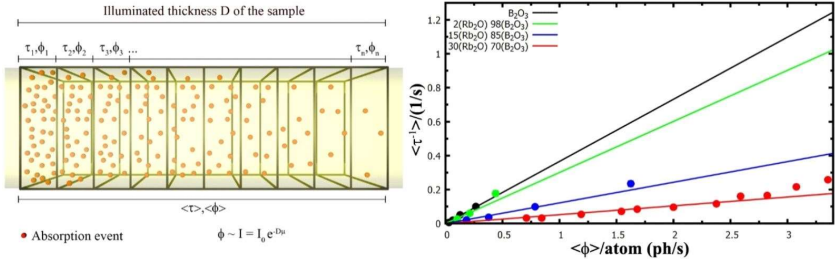 Illuminated thickness D of the sample
τ₁,ϕ₁ τ₂,ϕ₂ τ₃,ϕ₃ ... τₙ,ϕₙ
<τ>,<ϕ>
Absorption event
ϕ ~ I = Iₒ e⁻ᴰᵘ
B₂O₃
2(Rb₂O) 98(B₂O₃)
15(Rb₂O) 85(B₂O₃)
30(Rb₂O) 70(B₂O₃)
<τ⁻¹>/(1/s)
1.2
1
0.8
0.6
0.4
0.2
0
0 0.5 1 1.5 2 2.5 3
<ϕ>/atom (ph/s)